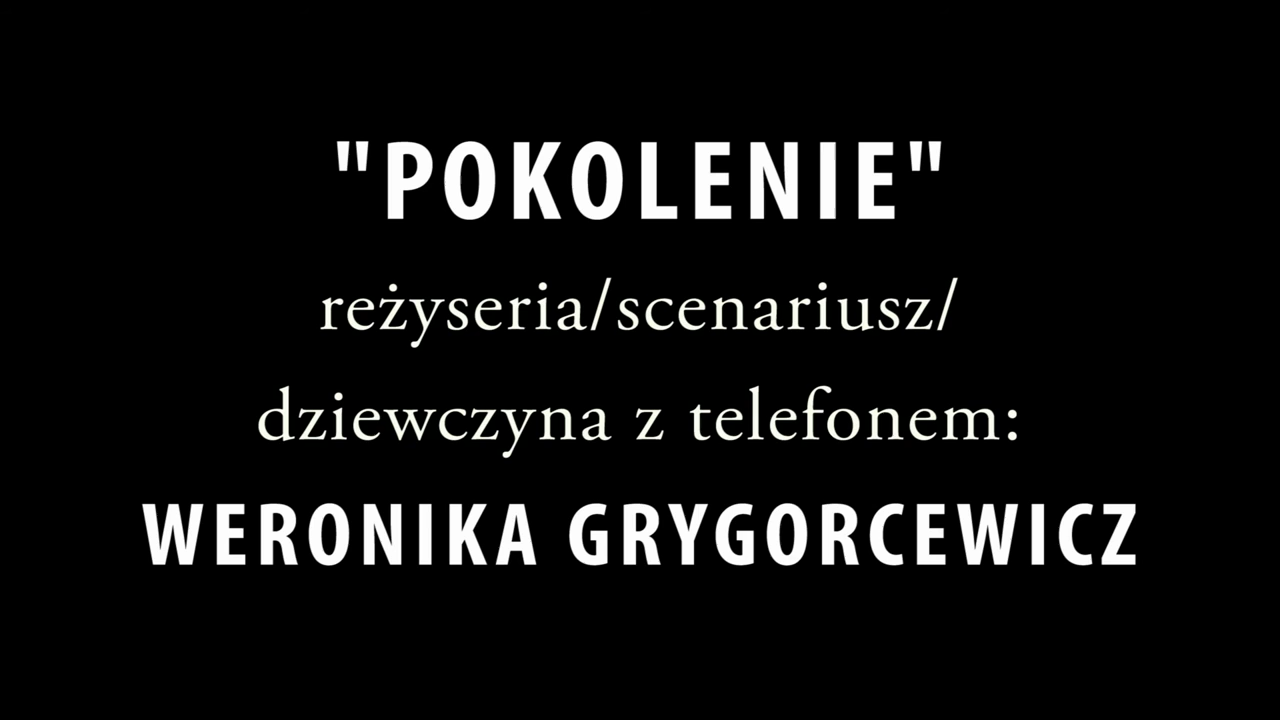 "POKOLENIE"
reżyseria/scenariusz/
dziewczyna z telefonem:
WERONIKA GRYGORCEWICZ